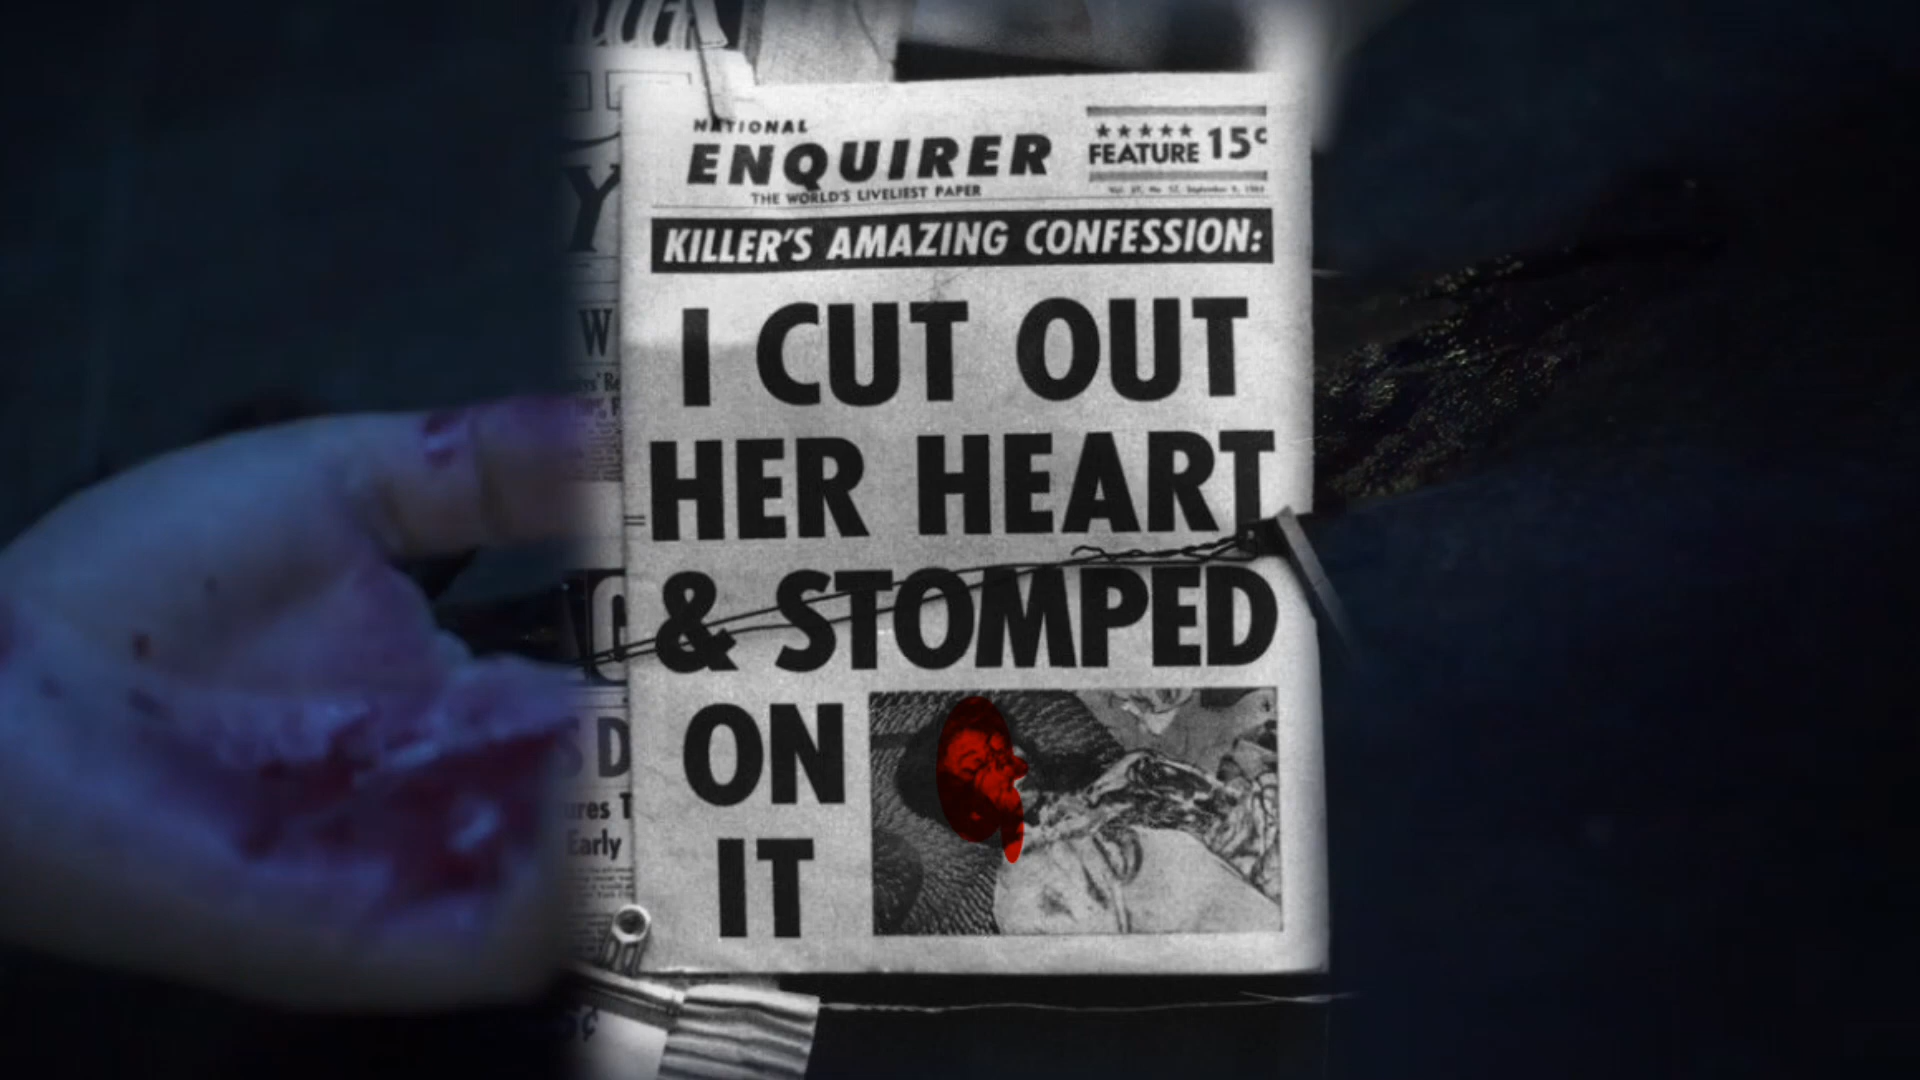 NATIONAL
ENQUIRER
THE WORLD'S LIVELIEST PAPER
★★★★★
FEATURE 15¢
KILLER'S AMAZING CONFESSION:
I CUT OUT
HER HEART
& STOMPED
ON
IT
Y
W
S D
ures T
Early